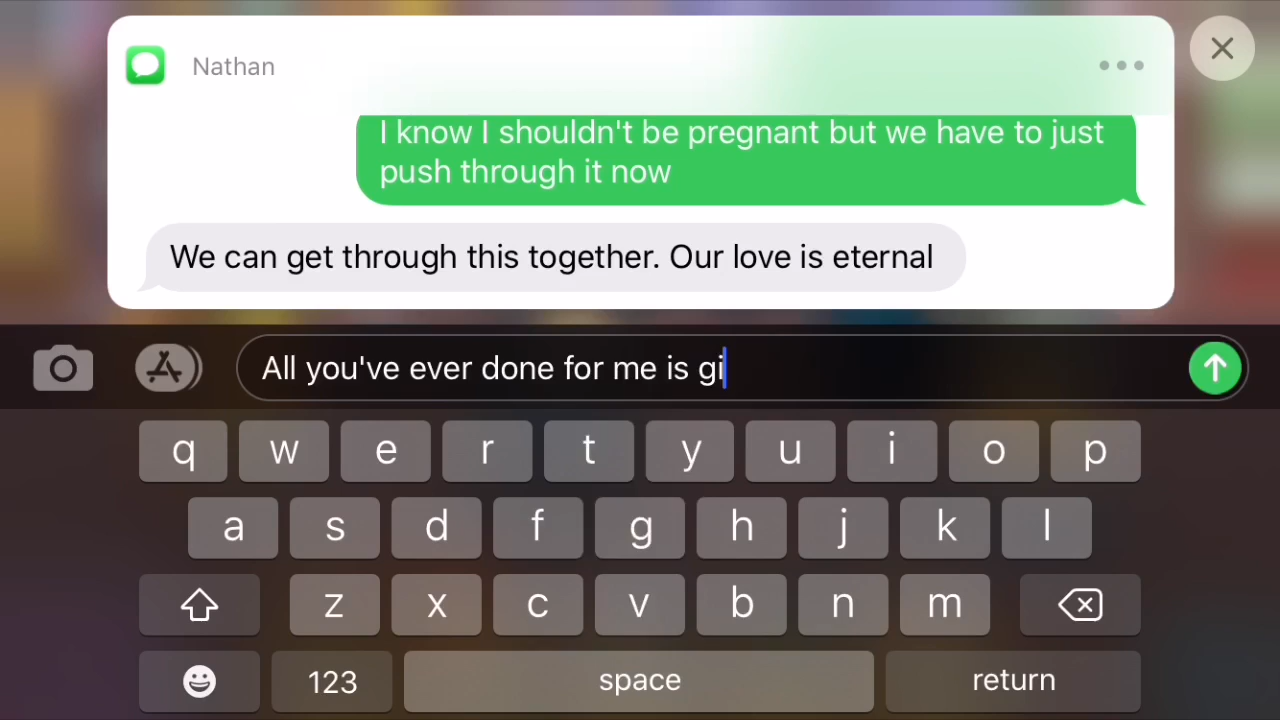 Nathan
I know I shouldn't be pregnant but we have to just
push through it now
We can get through this together. Our love is eternal
All you've ever done for me is gi
q w e r t y u i o p
a s d f g h j k l
z x c v b n m
123 space return